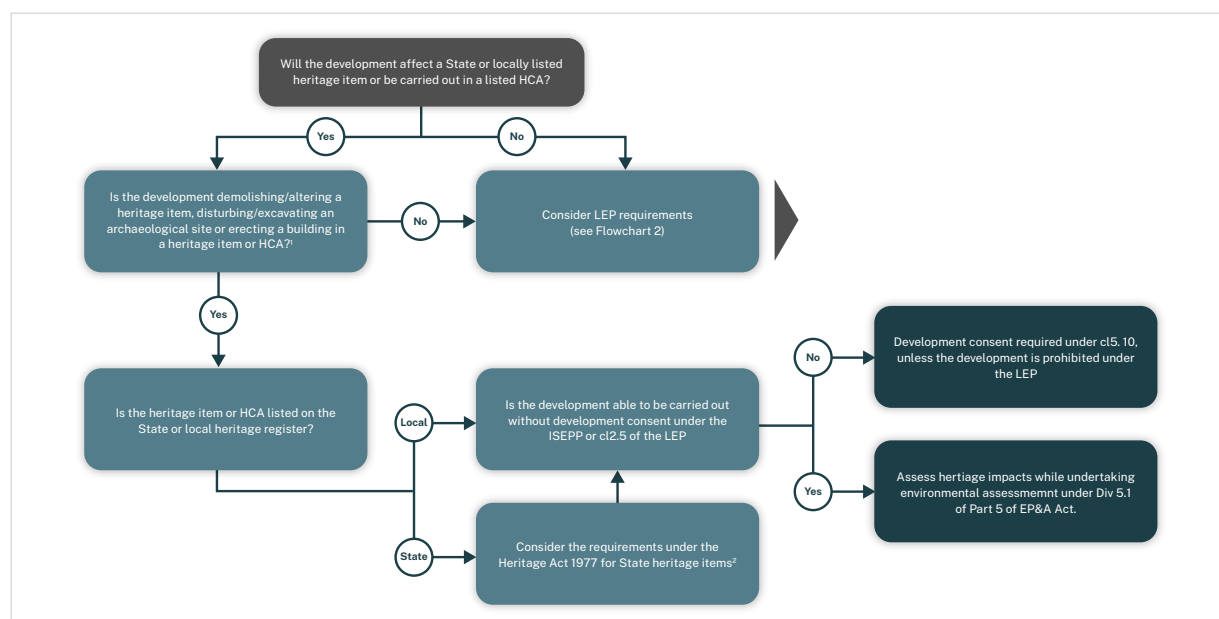 Will the development affect a State or locally listed
heritage item or be carried out in a listed HCA?
Yes
No
Is the development demolishing/altering a
heritage item, disturbing/excavating an
archaeological site or erecting a building in
a heritage item or HCA?¹
No
Consider LEP requirements
(see Flowchart 2)
Yes
Is the heritage item or HCA listed on the
State or local heritage register?
Local
Is the development able to be carried out
without development consent under the
ISEPP or cl2.5 of the LEP
No
Development consent required under cl5. 10,
unless the development is prohibited under
the LEP
Yes
Assess hertiage impacts while undertaking
environmental assessmemnt under Div 5.1
of Part 5 of EP&A Act.
State
Consider the requirements under the
Heritage Act 1977 for State heritage items²